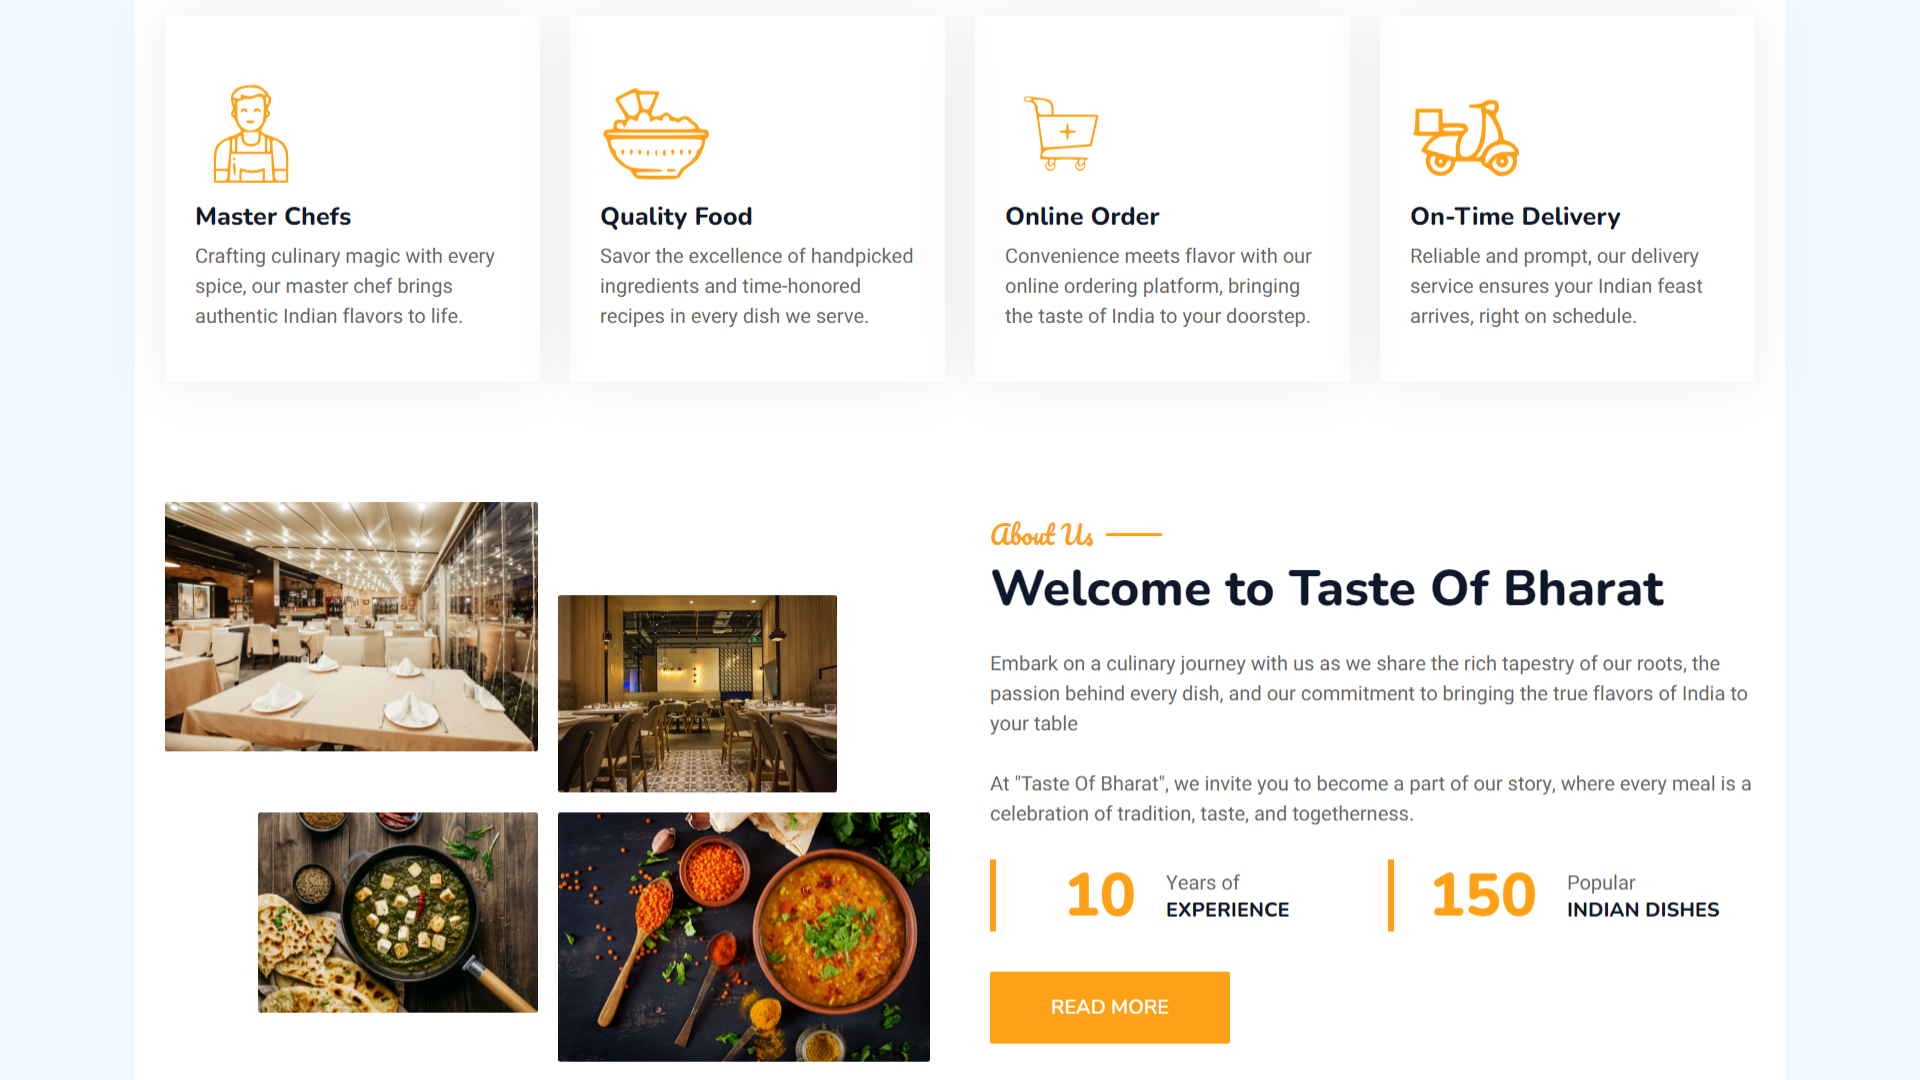 Master Chefs
Crafting culinary magic with every
spice, our master chef brings
authentic Indian flavors to life.
Quality Food
Savor the excellence of handpicked
ingredients and time-honored
recipes in every dish we serve.
Online Order
Convenience meets flavor with our
online ordering platform, bringing
the taste of India to your doorstep.
On-Time Delivery
Reliable and prompt, our delivery
service ensures your Indian feast
arrives, right on schedule.
About Us
Welcome to Taste Of Bharat
Embark on a culinary journey with us as we share the rich tapestry of our roots, the
passion behind every dish, and our commitment to bringing the true flavors of India to
your table
At "Taste Of Bharat", we invite you to become a part of our story, where every meal is a
celebration of tradition, taste, and togetherness.
10
Years of
EXPERIENCE
150
Popular
INDIAN DISHES
READ MORE